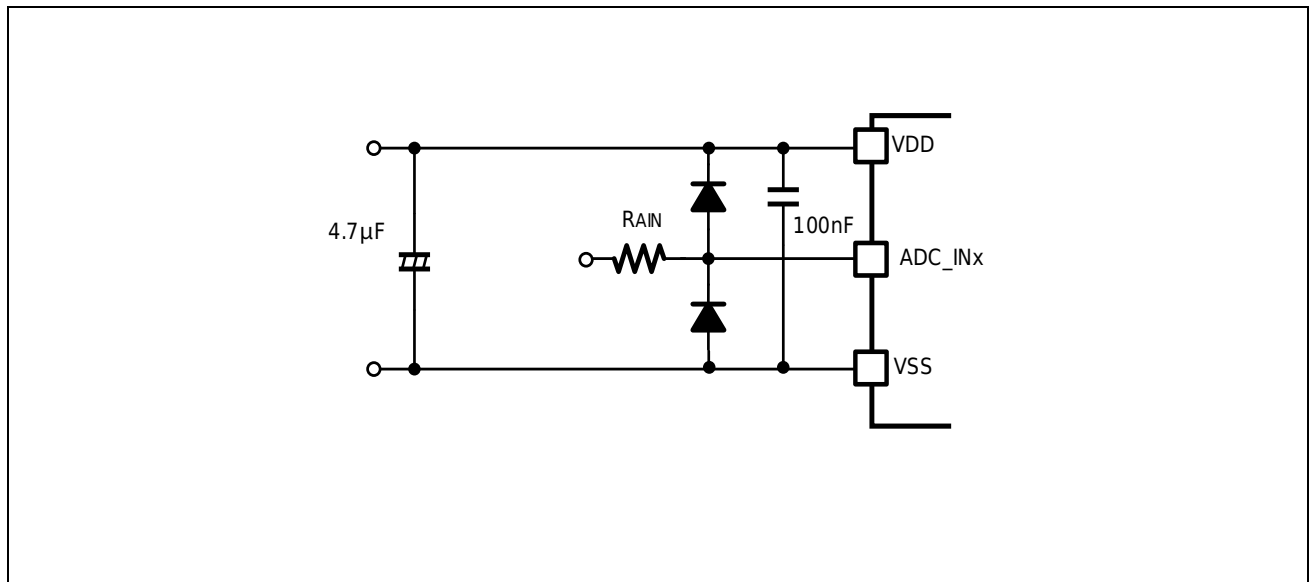 VDD
RAIN
4.7µF
100nF
ADC_INx
VSS